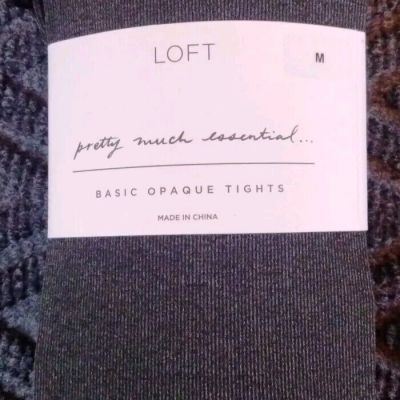 LOFT
M
pretty much essential...
BASIC OPAQUE TIGHTS
MADE IN CHINA